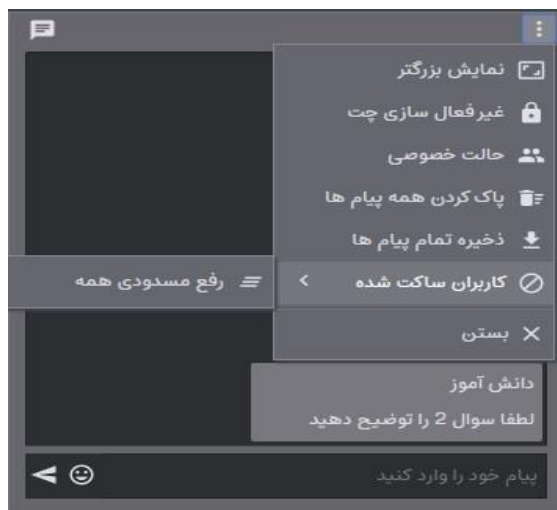 نمایش بزرگتر
غیرفعال سازی چت
حالت خصوصی
پاک کردن همه پیام ها
ذخیره تمام پیام ها
کاربران ساکت شده
رفع مسدودی همه
بستن
دانش آموز
لطفا سوال 2 را توضیح دهید
پیام خود را وارد کنید